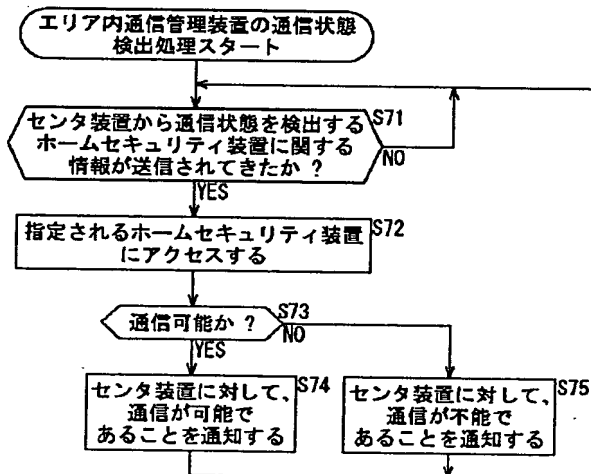 エリア内通信管理装置の通信状態
検出処理スタート
センタ装置から通信状態を検出する
ホームセキュリティ装置に関する
情報が送信されてきたか ?
S71
NO
YES
指定されるホームセキュリティ装置
にアクセスする
S72
通信可能か ?
S73
NO
YES
センタ装置に対して、
通信が可能で
あることを通知する
S74
センタ装置に対して、
通信が不能で
あることを通知する
S75